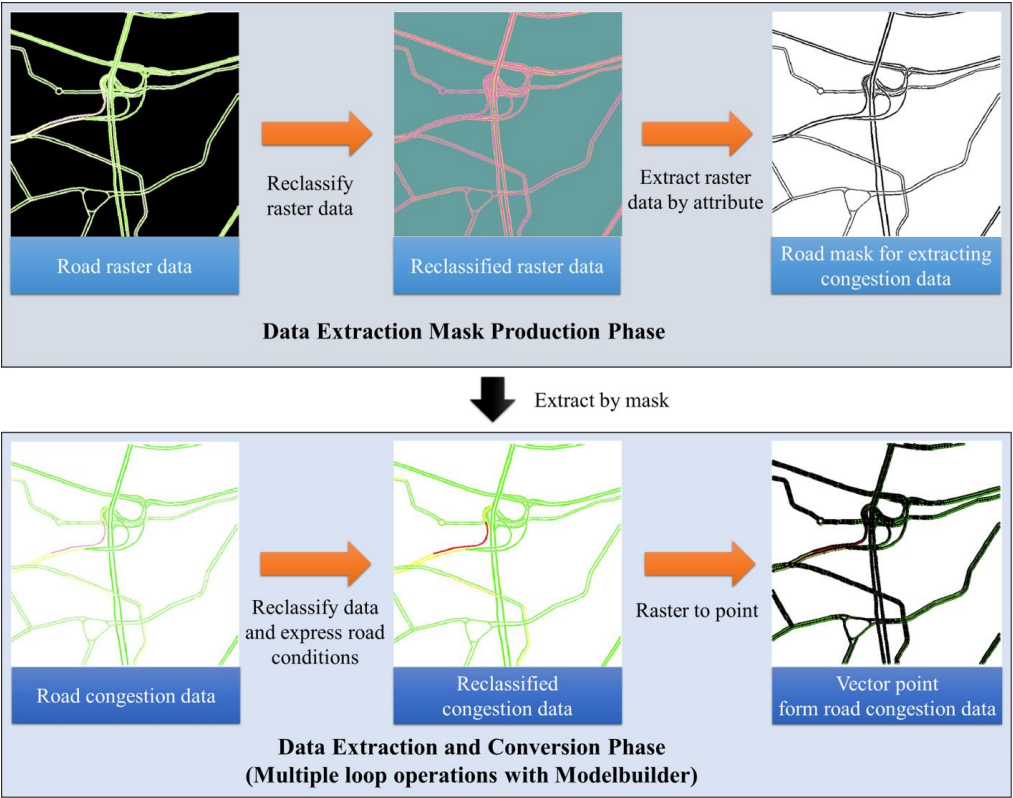 Reclassify
raster data
Extract raster
data by attribute
Road raster data
Reclassified raster data
Road mask for extracting
congestion data
Data Extraction Mask Production Phase
Extract by mask
Reclassify data
and express road
conditions
Raster to point
Road congestion data
Reclassified
congestion data
Vector point
form road congestion data
Data Extraction and Conversion Phase
(Multiple loop operations with Modelbuilder)